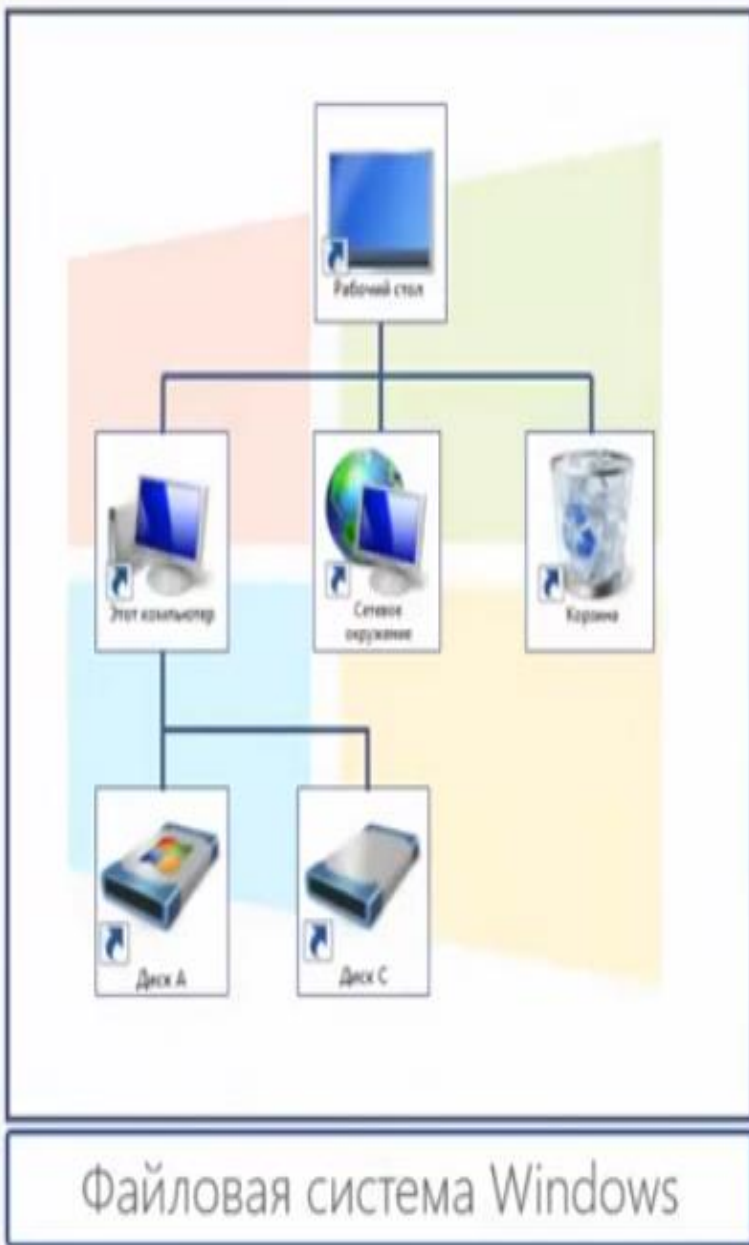 Рабочий стол
Этот компьютер
Сетевое
окружение
Корзина
Диск A
Диск C
Файловая система Windows